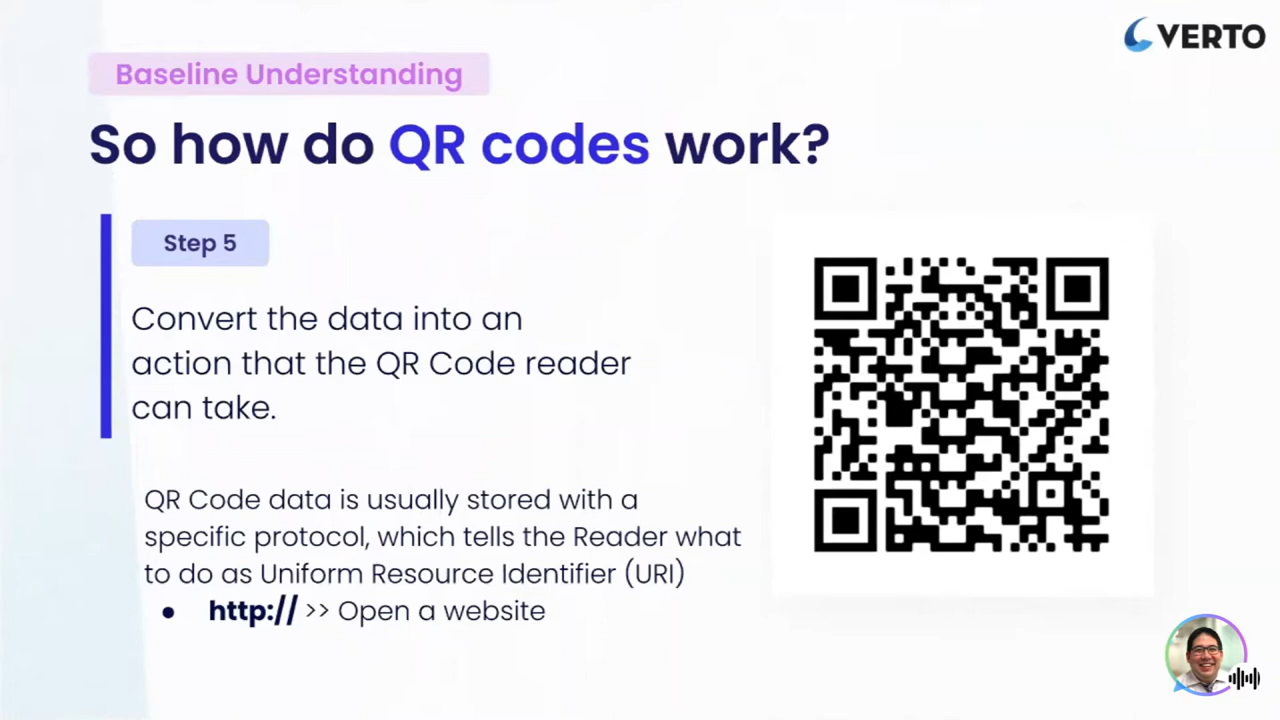 VERTO
Baseline Understanding
So how do QR codes work?
Step 5
Convert the data into an
action that the QR Code reader
can take.
QR Code data is usually stored with a
specific protocol, which tells the Reader what
to do as Uniform Resource Identifier (URI)
● http:// >> Open a website